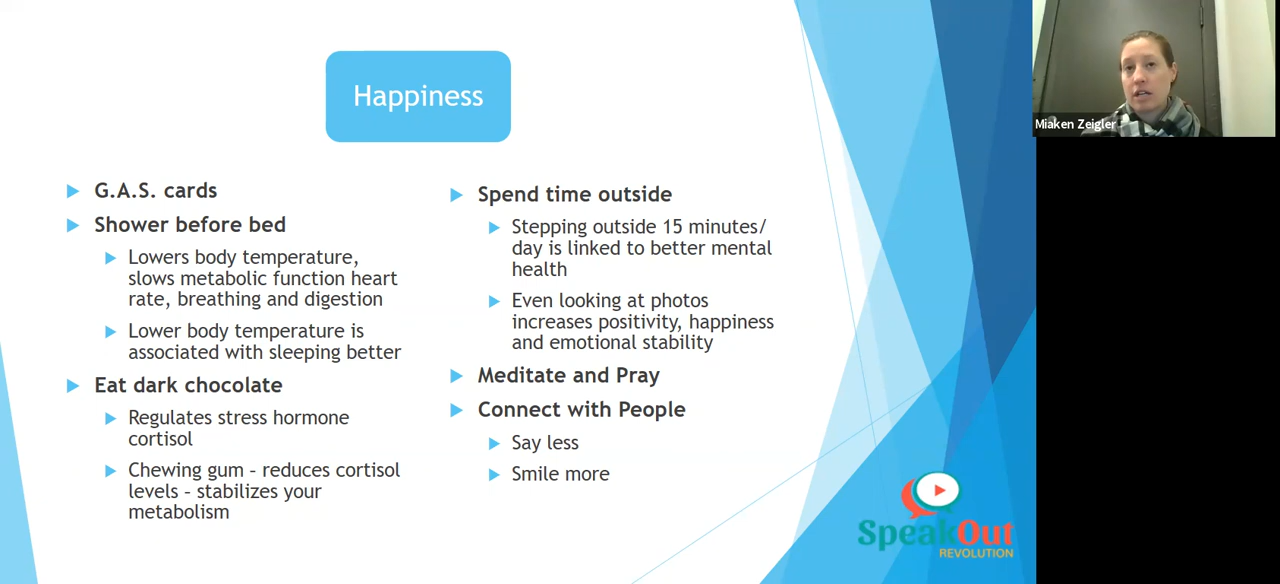 Happiness
G.A.S. cards
Shower before bed
Lowers body temperature,
slows metabolic function heart
rate, breathing and digestion
Lower body temperature is
associated with sleeping better
Eat dark chocolate
Regulates stress hormone
cortisol
Chewing gum – reduces cortisol
levels – stabilizes your
metabolism
Spend time outside
Stepping outside 15 minutes/
day is linked to better mental
health
Even looking at photos
increases positivity, happiness
and emotional stability
Meditate and Pray
Connect with People
Say less
Smile more
SpeakOut
REVOLUTION
Miaken Zeigler